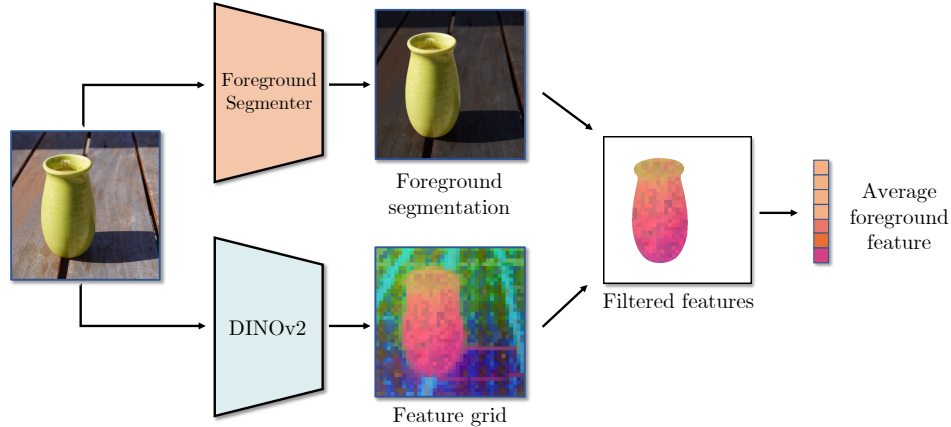 Foreground
Segmenter
Foreground
segmentation
DINOv2
Feature grid
Filtered features
Average
foreground
feature